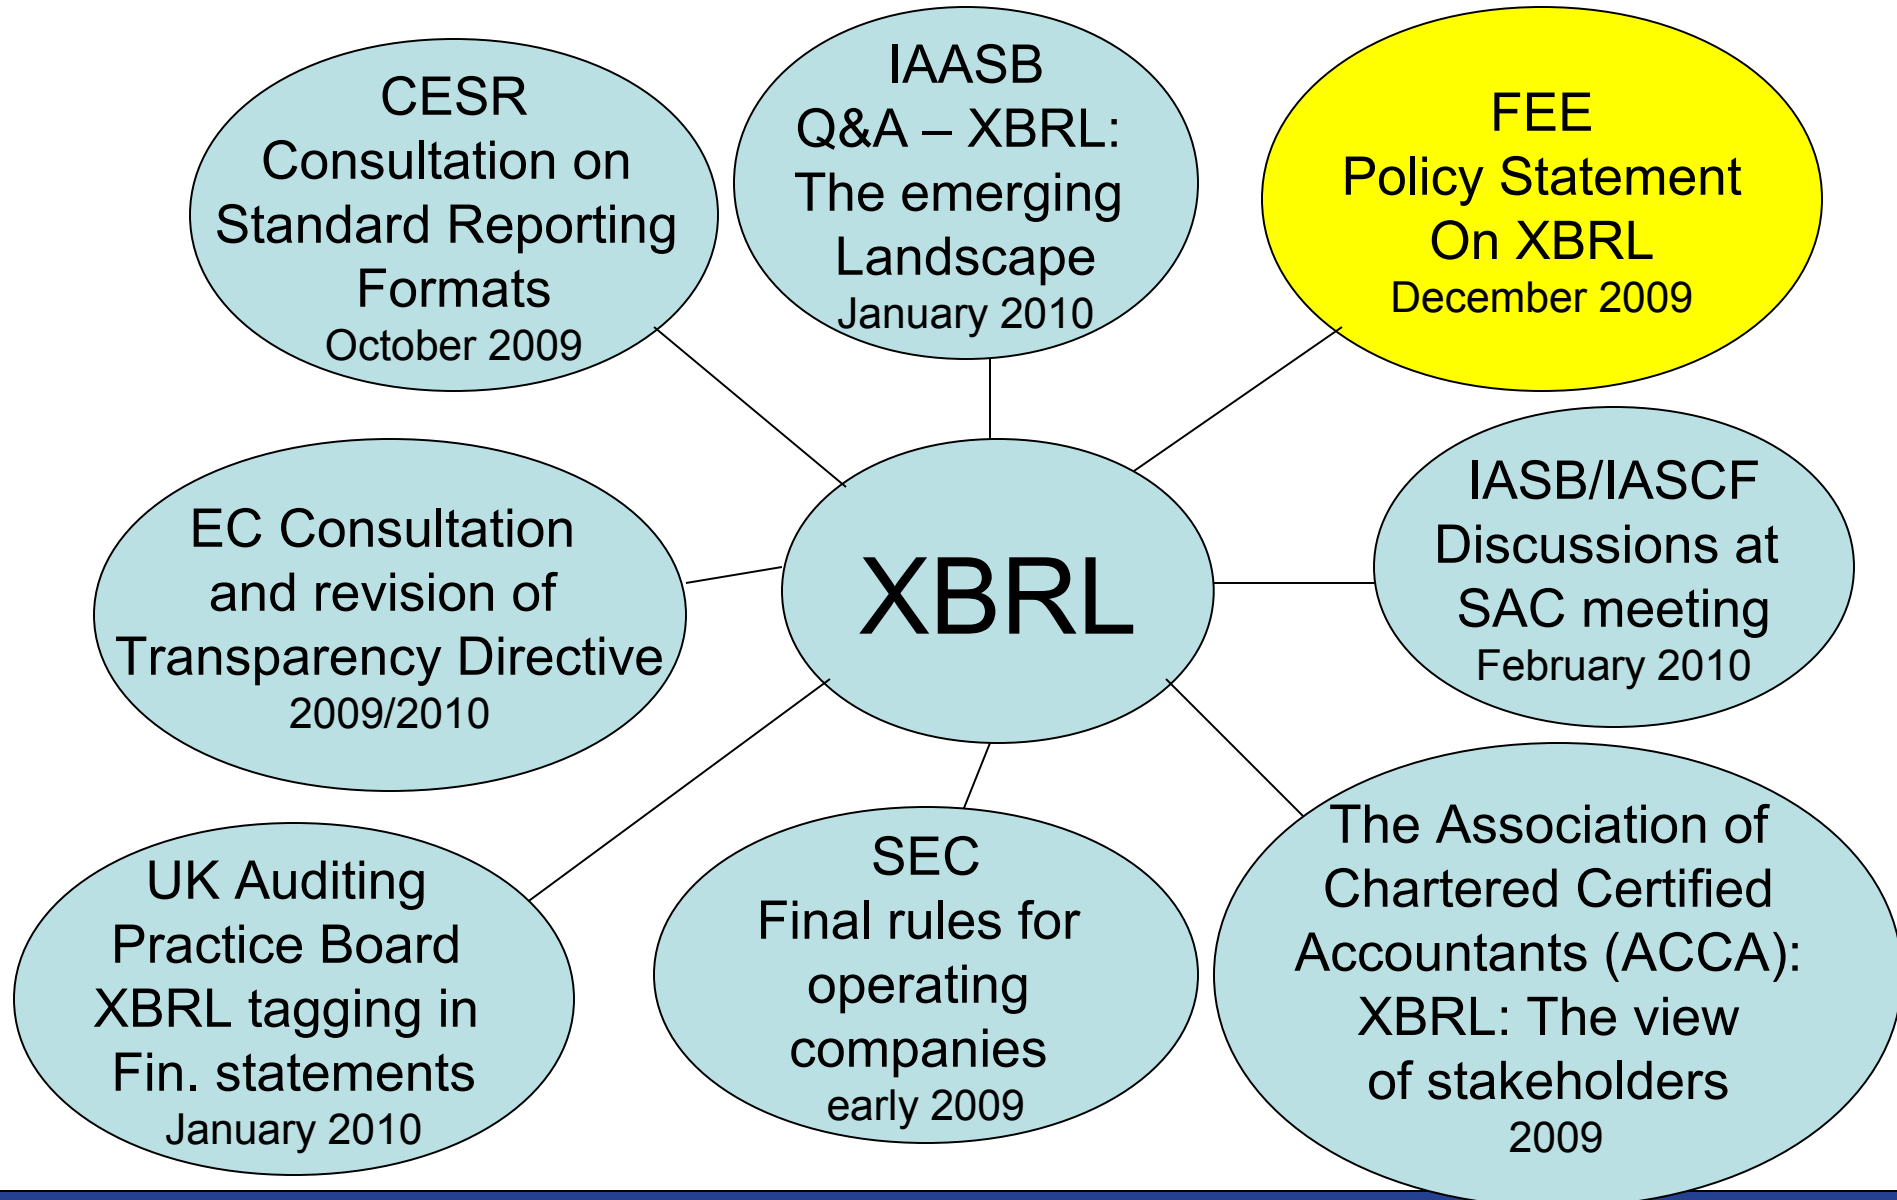 CESR
Consultation on
Standard Reporting
Formats
October 2009
IAASB
Q&A – XBRL:
The emerging
Landscape
January 2010
FEE
Policy Statement
On XBRL
December 2009
EC Consultation
and revision of
Transparency Directive
2009/2010
XBRL
IASB/IASCF
Discussions at
SAC meeting
February 2010
UK Auditing
Practice Board
XBRL tagging in
Fin. statements
January 2010
SEC
Final rules for
operating
companies
early 2009
The Association of
Chartered Certified
Accountants (ACCA):
XBRL: The view
of stakeholders
2009